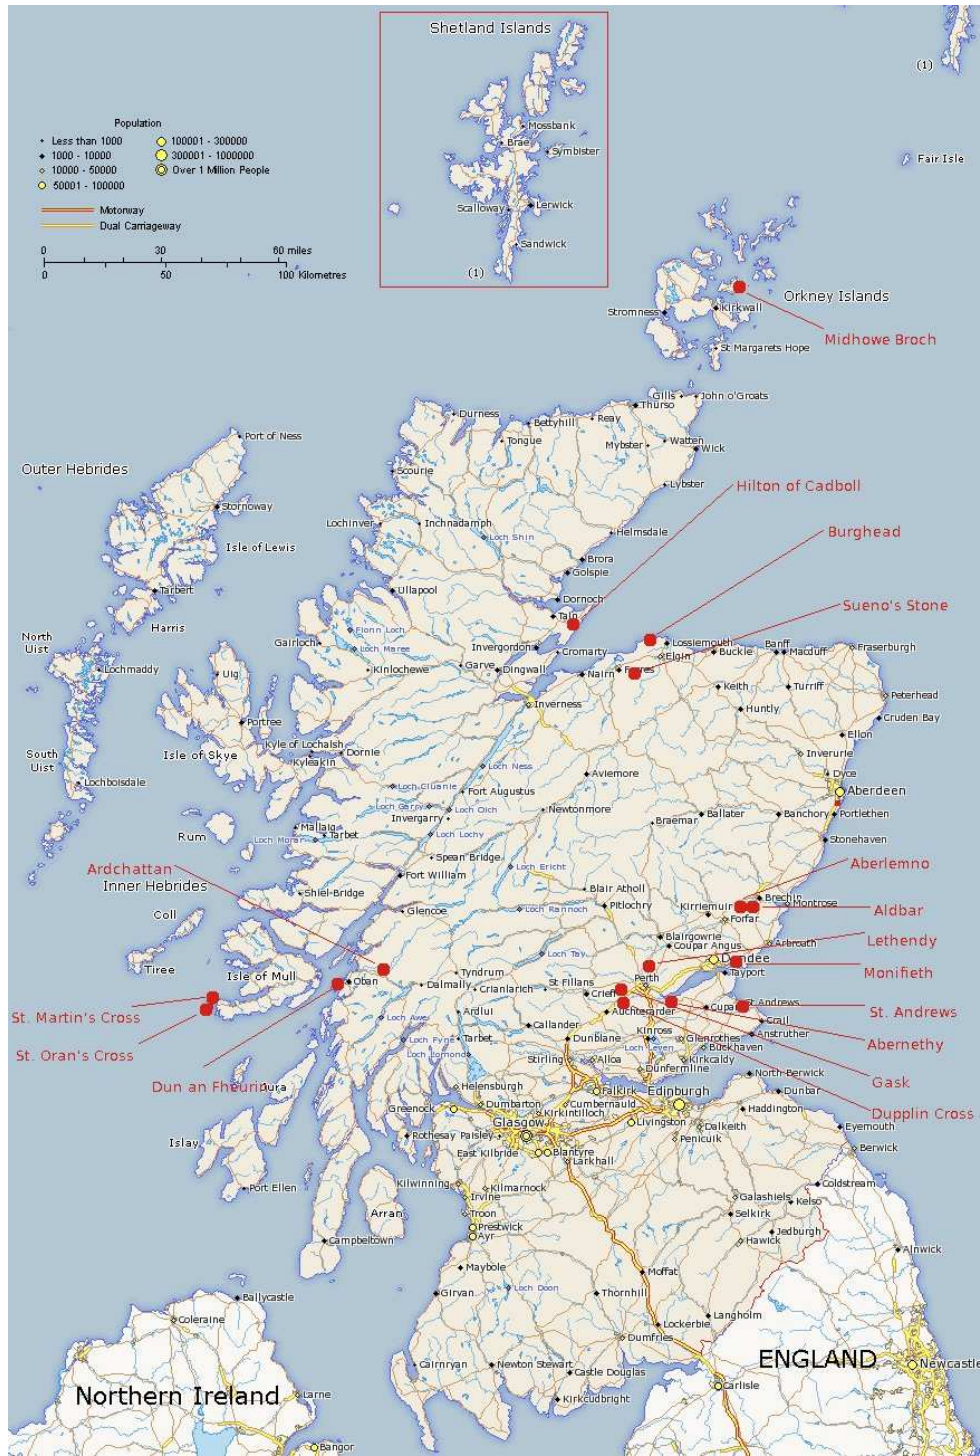 Shetland Islands
(1)
Population
Less than 1000
1000 - 10000
10000 - 50000
50001 - 100000
100001 - 300000
300001 - 1000000
Over 1 Million People
Motorway
Dual Carriageway
0 30 60 miles
0 50 100 Kilometres
Mossbank
Brae
Symbister
Scalloway
Lerwick
Sandwick
(1)
Fair Isle
Orkney Islands
Stromness
Kirkwall
Midhowe Broch
St Margarets Hope
Gills
John o'Groats
Thurso
Durness
Bettyhill
Reay
Tongue
Mybster
Watten
Wick
Port of Ness
Outer Hebrides
Scourie
Lybster
Hilton of Cadboll
Stornoway
Lochinver
Inchnadamph
Loch Shin
Helmsdale
Burghead
Isle of Lewis
Brora
Golspie
Tarbert
Ullapool
Dornoch
Sueno's Stone
Harris
Tain
North
Uist
Fionn Loch
Gairloch
Loch Maree
Invergordon
Cromarty
Lossiemouth
Elgin
Buckie
Banff
Macduff
Fraserburgh
Lochmaddy
Uig
Kinlochewe
Garve
Dingwall
Nairn
Forres
Keith
Turriff
Peterhead
Inverness
Huntly
Cruden Bay
Portree
Ellon
South
Uist
Isle of Skye
Kyle of Lochalsh
Dornie
Kyleakin
Inverurie
Loch Ness
Aviemore
Dyce
Lochboisdale
Loch Cluanie
Fort Augustus
Aberdeen
Loch Garry
Loch Oich
Invergarry
Newtonmore
Braemar
Ballater
Banchory
Portlethen
Rum
Mallaig
Tarbet
Loch Morar
Loch Lochy
Stonehaven
Spean Bridge
Ardchattan
Loch Ericht
Aberlemno
Fort William
Inner Hebrides
Shiel-Bridge
Blair Atholl
Pitlochry
Kirriemuir
Brechin
Montrose
Aldbar
Coll
Glencoe
Loch Rannoch
Forfar
Blairgowrie
Coupar Angus
Arbroath
Lethendy
Tiree
Loch Tay
Dundee
Monifieth
Isle of Mull
Oban
Tyndrum
Dalmally
Crianlarich
St Fillans
Perth
Tayport
Crieff
St. Martin's Cross
Ardlui
Auchterarder
Cupar
St Andrews
St. Andrews
Loch Awe
Callander
Crail
Anstruther
St. Oran's Cross
Loch Fyne
Tarbet
Dunblane
Kinross
Glenrothes
Abernethy
Loch Lomond
Loch Leven
Buckhaven
Stirling
Alloa
Kirkcaldy
Dun an Fheurain
Dunfermline
North Berwick
Gask
Jura
Helensburgh
Falkirk
Edinburgh
Dunbar
Greenock
Dumbarton
Cumbernauld
Haddington
Dupplin Cross
Kirkintilloch
Glasgow
Livingston
Dalkeith
Eyemouth
Islay
Rothesay
Paisley
Penicuik
East Kilbride
Blantyre
Larkhall
Berwick
Port Ellen
Kilwinning
Kilmarnock
Irvine
Coldstream
Galashiels
Kelso
Arran
Troon
Selkirk
Prestwick
Jedburgh
Campbeltown
Ayr
Hawick
Alnwick
Maybole
Moffat
Ballycastle
Girvan
Loch Doon
Thornhill
Coleraine
Langholm
Lockerbie
Dumfries
Cairnryan
Newton Stewart
Castle Douglas
ENGLAND
Newcastle
Northern Ireland
Larne
Kirkcudbright
Carlisle
Bangor